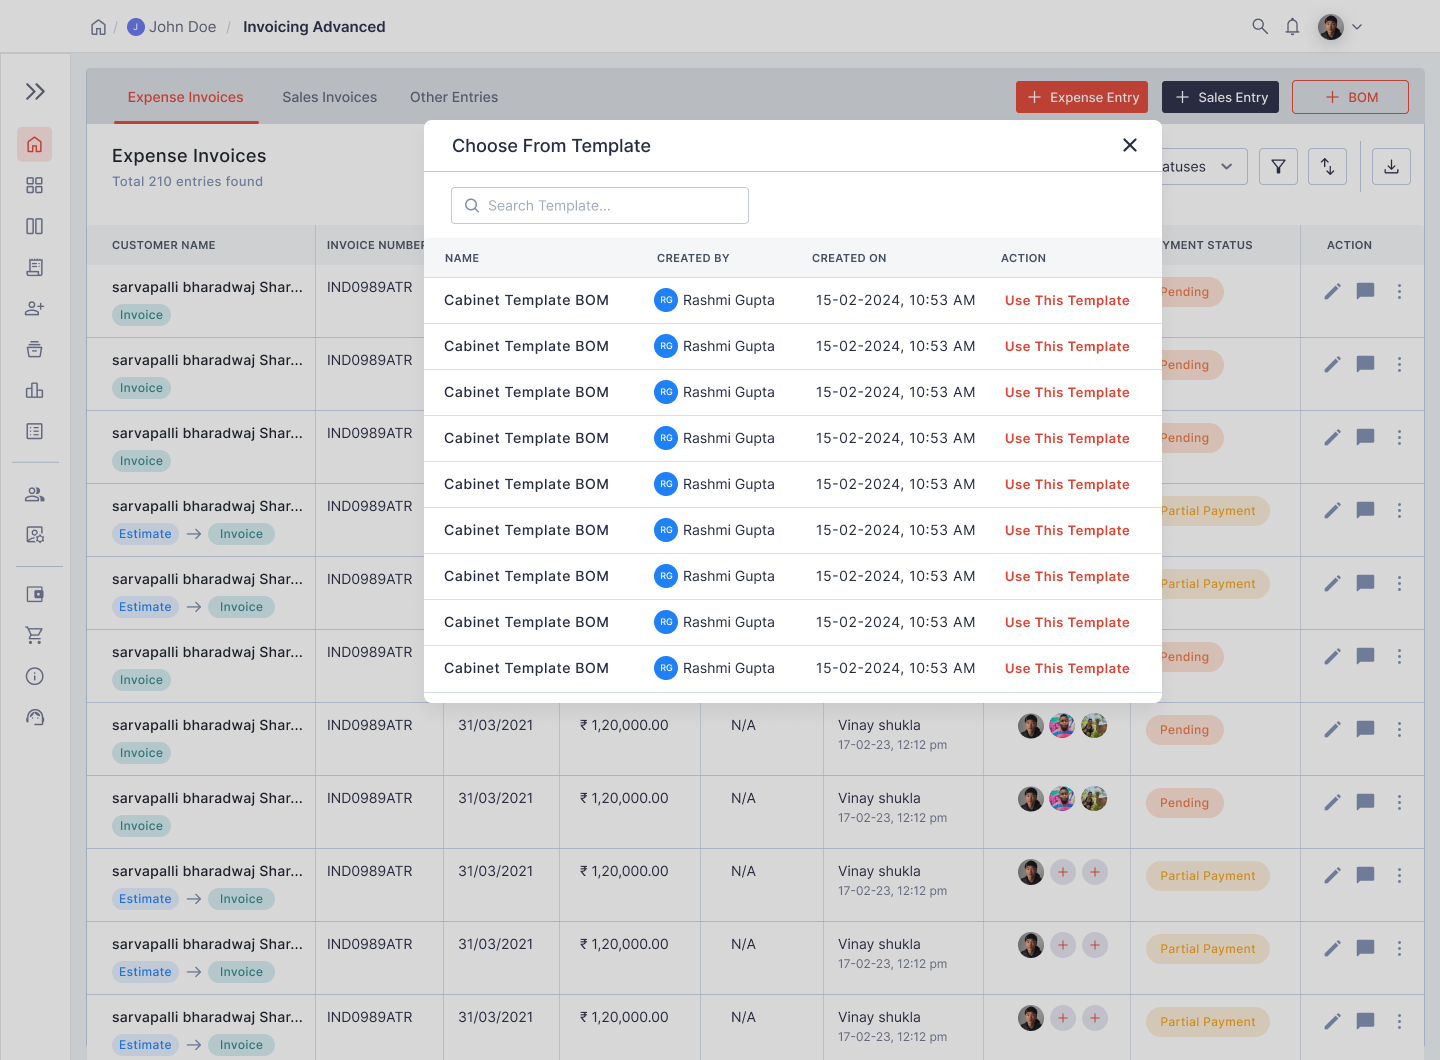 J John Doe / Invoicing Advanced
Expense Invoices Sales Invoices Other Entries + Expense Entry + Sales Entry + BOM
Choose From Template
Expense Invoices
Total 210 entries found
atuses
Search Template...
CUSTOMER NAME INVOICE NUMBER YMENT STATUS ACTION
NAME CREATED BY CREATED ON ACTION
sarvapalli bharadwaj Shar... IND0989ATR Pending
Invoice
Cabinet Template BOM RG Rashmi Gupta 15-02-2024, 10:53 AM Use This Template
Cabinet Template BOM RG Rashmi Gupta 15-02-2024, 10:53 AM Use This Template
sarvapalli bharadwaj Shar... IND0989ATR Pending
Invoice
Cabinet Template BOM RG Rashmi Gupta 15-02-2024, 10:53 AM Use This Template
sarvapalli bharadwaj Shar... IND0989ATR Pending
Invoice
Cabinet Template BOM RG Rashmi Gupta 15-02-2024, 10:53 AM Use This Template
Cabinet Template BOM RG Rashmi Gupta 15-02-2024, 10:53 AM Use This Template
sarvapalli bharadwaj Shar... IND0989ATR Partial Payment
Estimate → Invoice
Cabinet Template BOM RG Rashmi Gupta 15-02-2024, 10:53 AM Use This Template
sarvapalli bharadwaj Shar... IND0989ATR Partial Payment
Estimate → Invoice
Cabinet Template BOM RG Rashmi Gupta 15-02-2024, 10:53 AM Use This Template
Cabinet Template BOM RG Rashmi Gupta 15-02-2024, 10:53 AM Use This Template
sarvapalli bharadwaj Shar... IND0989ATR Pending
Invoice
Cabinet Template BOM RG Rashmi Gupta 15-02-2024, 10:53 AM Use This Template
sarvapalli bharadwaj Shar... IND0989ATR 31/03/2021 ₹ 1,20,000.00 N/A Vinay shukla Pending
Invoice 17-02-23, 12:12 pm
sarvapalli bharadwaj Shar... IND0989ATR 31/03/2021 ₹ 1,20,000.00 N/A Vinay shukla Pending
Invoice 17-02-23, 12:12 pm
sarvapalli bharadwaj Shar... IND0989ATR 31/03/2021 ₹ 1,20,000.00 N/A Vinay shukla + + Partial Payment
Estimate → Invoice 17-02-23, 12:12 pm
sarvapalli bharadwaj Shar... IND0989ATR 31/03/2021 ₹ 1,20,000.00 N/A Vinay shukla + + Partial Payment
Estimate → Invoice 17-02-23, 12:12 pm
sarvapalli bharadwaj Shar... IND0989ATR 31/03/2021 ₹ 1,20,000.00 N/A Vinay shukla + + Partial Payment
Estimate → Invoice 17-02-23, 12:12 pm